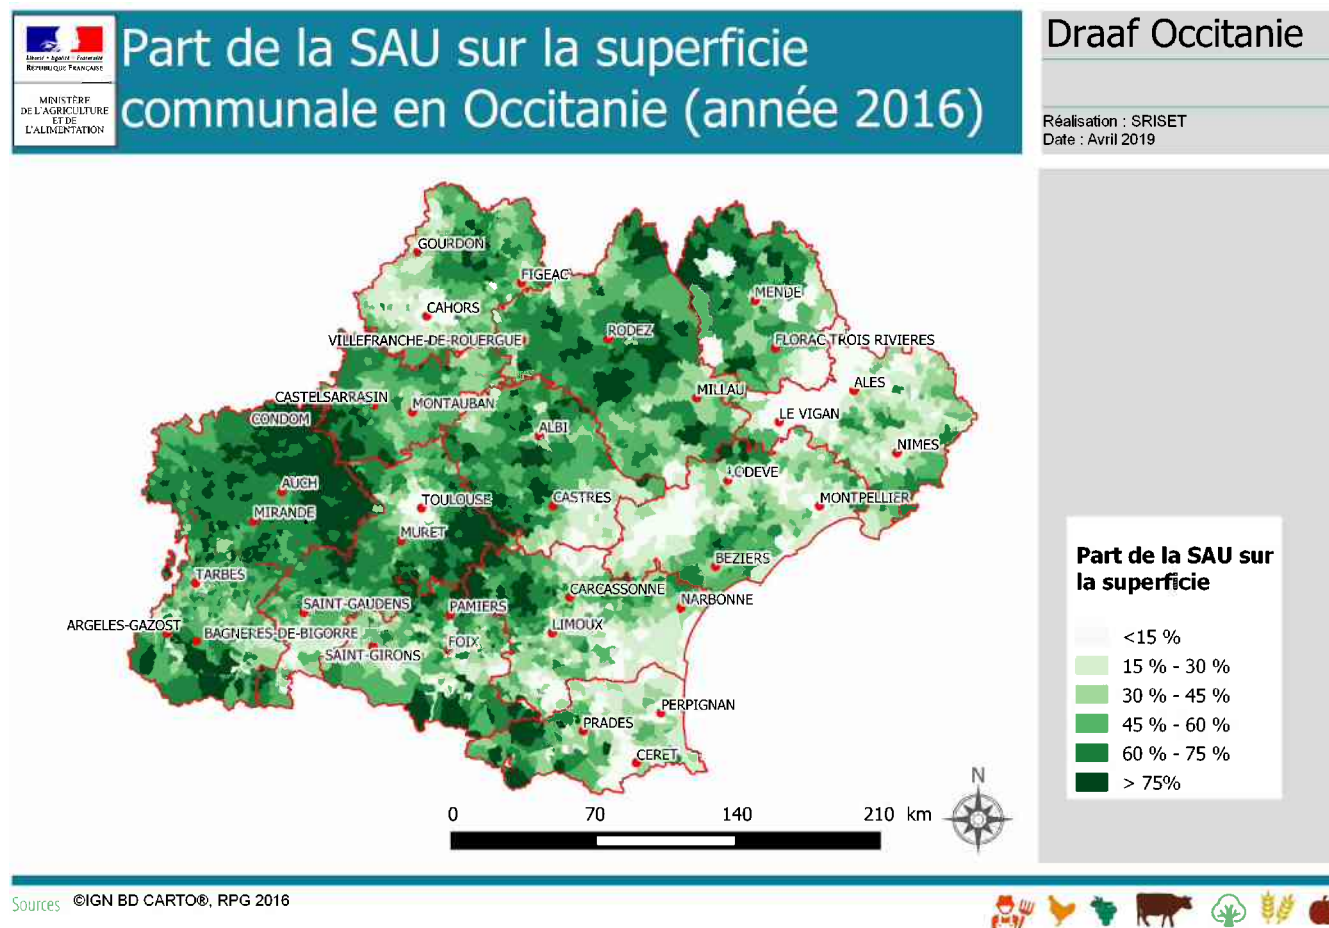 Liberté • Égalité • Fraternité
RÉPUBLIQUE FRANÇAISE
MINISTÈRE
DE L'AGRICULTURE
ET DE
L'ALIMENTATION
Part de la SAU sur la superficie
communale en Occitanie (année 2016)
Draaf Occitanie
Réalisation : SRISET
Date : Avril 2019
GOURDON
FIGEAC
CAHORS
MENDE
VILLEFRANCHE-DE-ROUERGUE
RODEZ
FLORAC TROIS RIVIERES
CASTELSARRASIN
MONTAUBAN
MILLAU
ALES
CONDOM
ALBI
LE VIGAN
NIMES
AUCH
TOULOUSE
CASTRES
LODEVE
MONTPELLIER
MIRANDE
MURET
BEZIERS
TARBES
SAINT-GAUDENS
PAMIERS
CARCASSONNE
NARBONNE
ARGELES-GAZOST
BAGNERES-DE-BIGORRE
SAINT-GIRONS
FOIX
LIMOUX
PERPIGNAN
PRADES
CERET
Part de la SAU sur
la superficie
<15 %
15 % - 30 %
30 % - 45 %
45 % - 60 %
60 % - 75 %
> 75%
N
0 70 140 210 km
Sources ©IGN BD CARTO®, RPG 2016